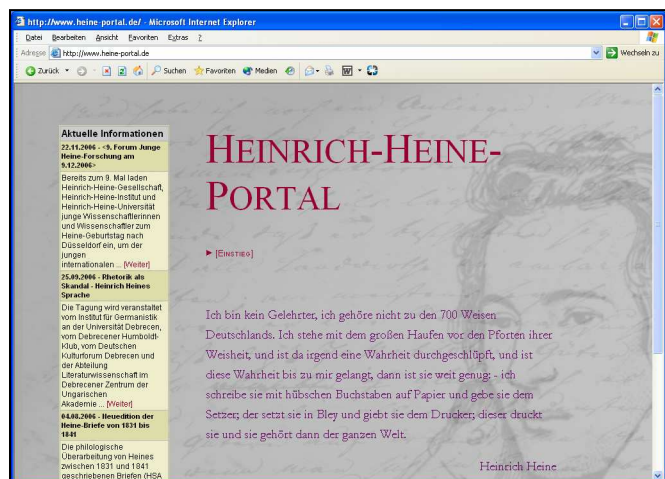 http://www.heine-portal.de/ - Microsoft Internet Explorer
Datei Bearbeiten Ansicht Favoriten Extras ?
Adresse http://www.heine-portal.de Wechseln zu
Zurück Suchen Favoriten Medien
Aktuelle Informationen
22.11.2006 - <9. Forum Junge
Heine-Forschung am
9.12.2006>
Bereits zum 9. Mal laden
Heinrich-Heine-Gesellschaft,
Heinrich-Heine-Institut und
Heinrich-Heine-Universität
junge Wissenschaftlerinnen
und Wissenschaftler zum
Heine-Geburtstag nach
Düsseldorf ein, um der
jungen
internationalen ... [Weiter]
25.09.2006 - Rhetorik als
Skandal - Heinrich Heines
Sprache
Die Tagung wird veranstaltet
vom Institut für Germanistik
an der Universität Debrecen,
vom Debrecener Humboldt-
Klub, vom Deutschen
Kulturforum Debrecen und
der Abteilung
Literaturwissenschaft im
Debrecener Zentrum der
Ungarischen
Akademie ... [Weiter]
04.08.2006 - Neuedition der
Heine-Briefe von 1831 bis
1841
Die philologische
Überarbeitung von Heines
zwischen 1831 und 1841
geschriebenen Briefen (HSA
HEINRICH-HEINE-
PORTAL
[EINSTIEG]
Ich bin kein Gelehrter, ich gehöre nicht zu den 700 Weisen
Deutschlands. Ich stehe mit dem großen Haufen vor den Pforten ihrer
Weisheit, und ist da irgend eine Wahrheit durchgeschlüpft, und ist
diese Wahrheit bis zu mir gelangt, dann ist sie weit genug: - ich
schreibe sie mit hübschen Buchstaben auf Papier und gebe sie dem
Setzer; der setzt sie in Bley und giebt sie dem Drucker; dieser druckt
sie und sie gehört dann der ganzen Welt.
Heinrich Heine